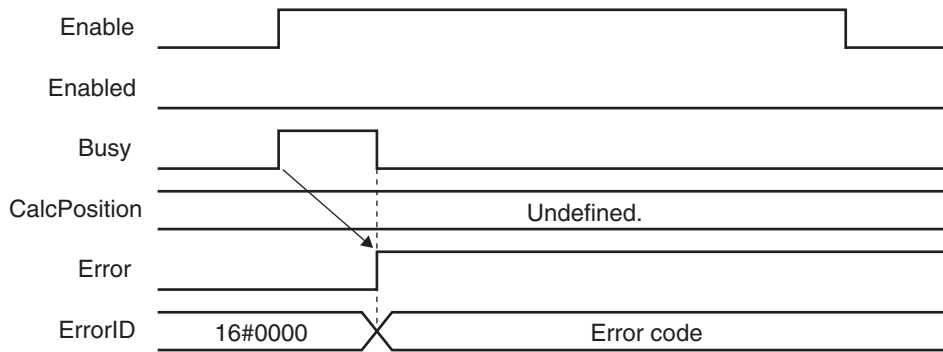 Enable
Enabled
Busy
CalcPosition
Undefined.
Error
ErrorID
16#0000
Error code